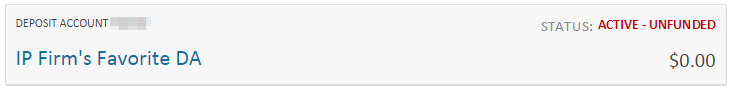 DEPOSIT ACCOUNT
STATUS: ACTIVE - UNFUNDED
IP Firm's Favorite DA
$0.00